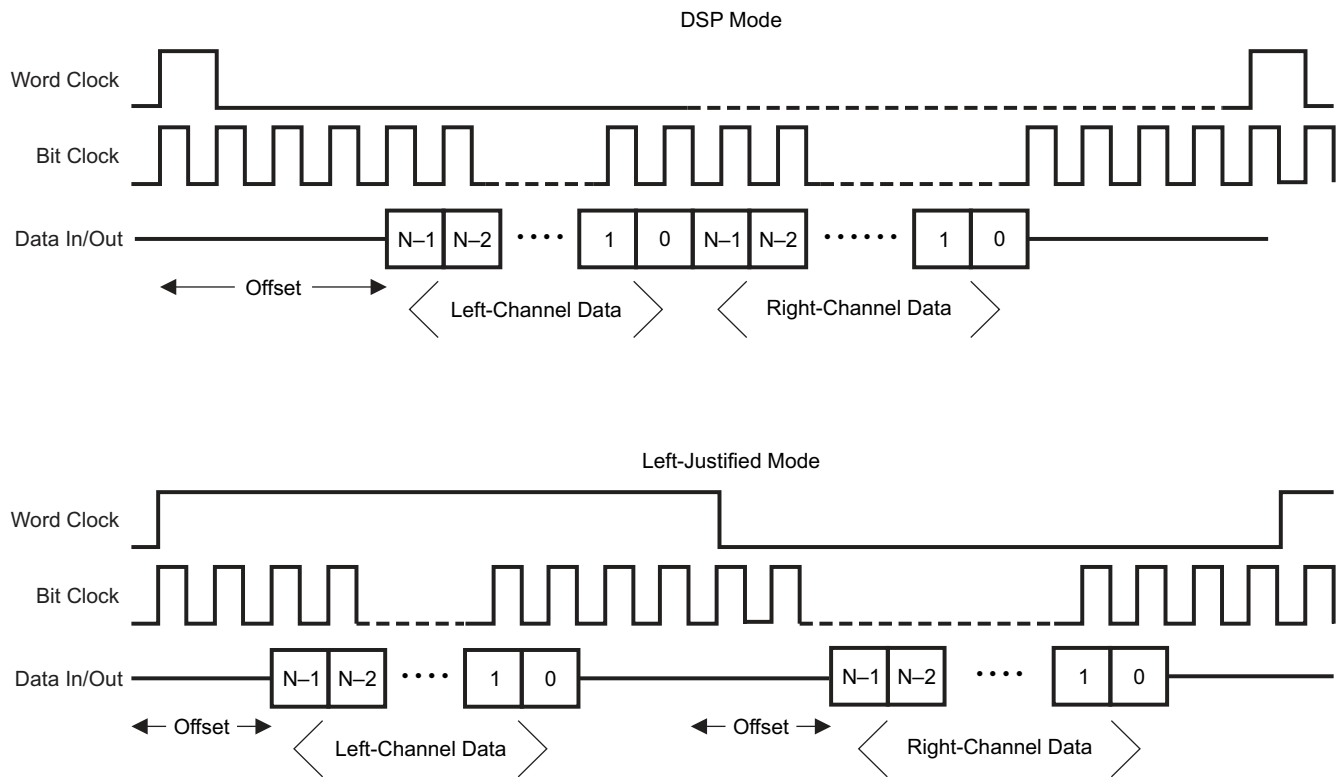 DSP Mode
Word Clock
Bit Clock
Data In/Out
N–1 N–2 •••• 1 0 N–1 N–2 •••••• 1 0
Offset
Left-Channel Data
Right-Channel Data
Left-Justified Mode
Word Clock
Bit Clock
Data In/Out
N–1 N–2 •••• 1 0 N–1 N–2 •••• 1 0
Offset
Offset
Left-Channel Data
Right-Channel Data